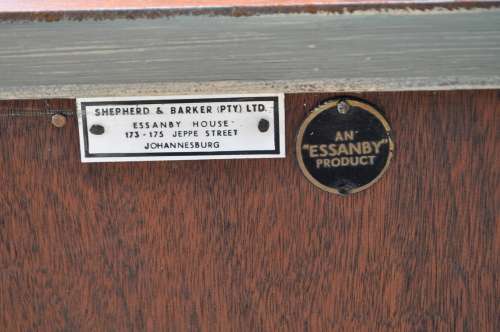 SHEPHERD & BARKER (PTY) LTD.
ESSANBY HOUSE
173-175 JEPPE STREET
JOHANNESBURG
AN
"ESSANBY"
PRODUCT